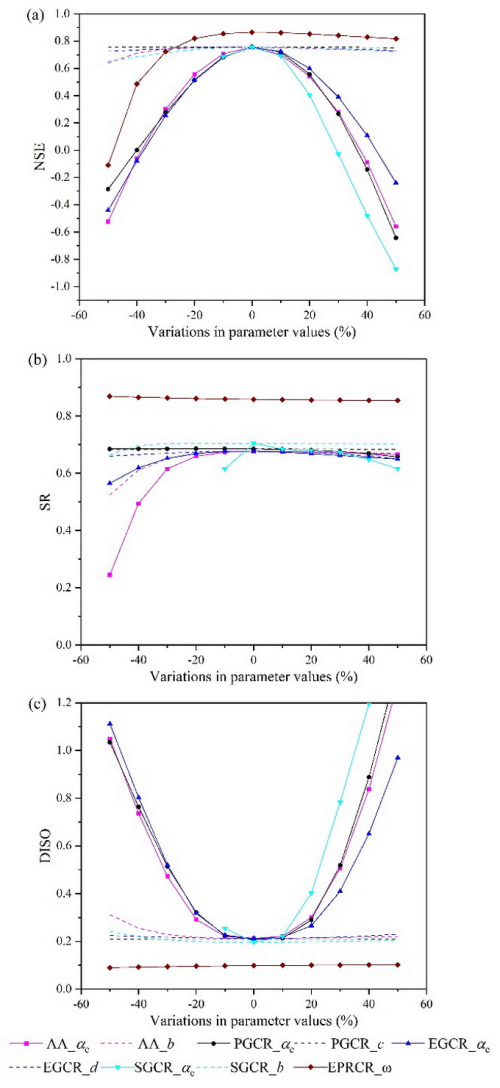 (a)
1.0
0.8
0.6
0.4
0.2
NSE
0.0
-0.2
-0.4
-0.6
-0.8
-1.0
-60 -40 -20 0 20 40 60
Variations in parameter values (%)
(b)
1.0
0.8
0.6
SR
0.4
0.2
0.0
-60 -40 -20 0 20 40 60
Variations in parameter values (%)
(c)
1.2
1.0
0.8
DISO
0.6
0.4
0.2
0.0
-60 -40 -20 0 20 40 60
Variations in parameter values (%)
AA_αc AA_b PGCR_αc PGCR_c EGCR_αc
EGCR_d SGCR_αc SGCR_b EPRCR_ω